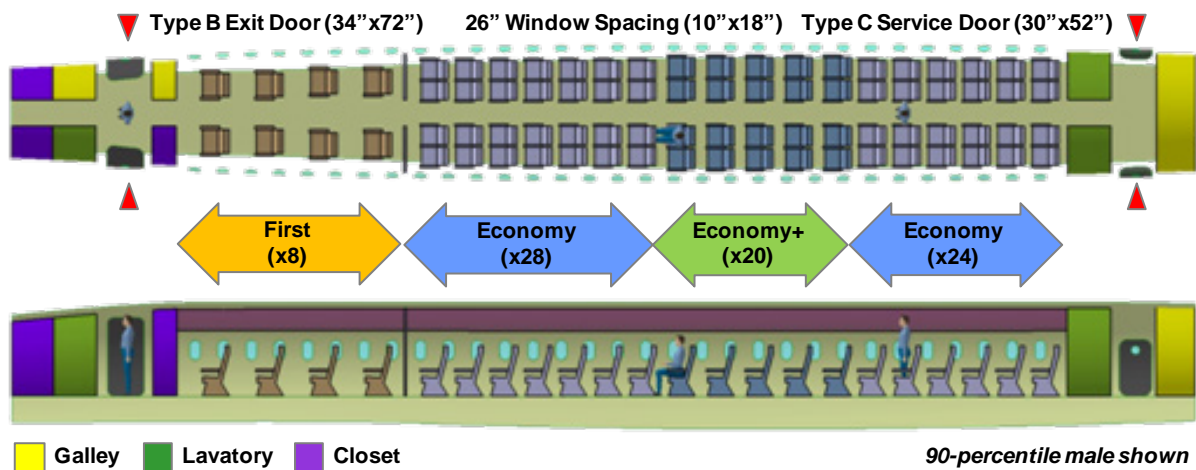 Type B Exit Door (34”x72”) 26” Window Spacing (10”x18”) Type C Service Door (30”x52”)
First
(x8)
Economy
(x28)
Economy+
(x20)
Economy
(x24)
Galley Lavatory Closet 90-percentile male shown